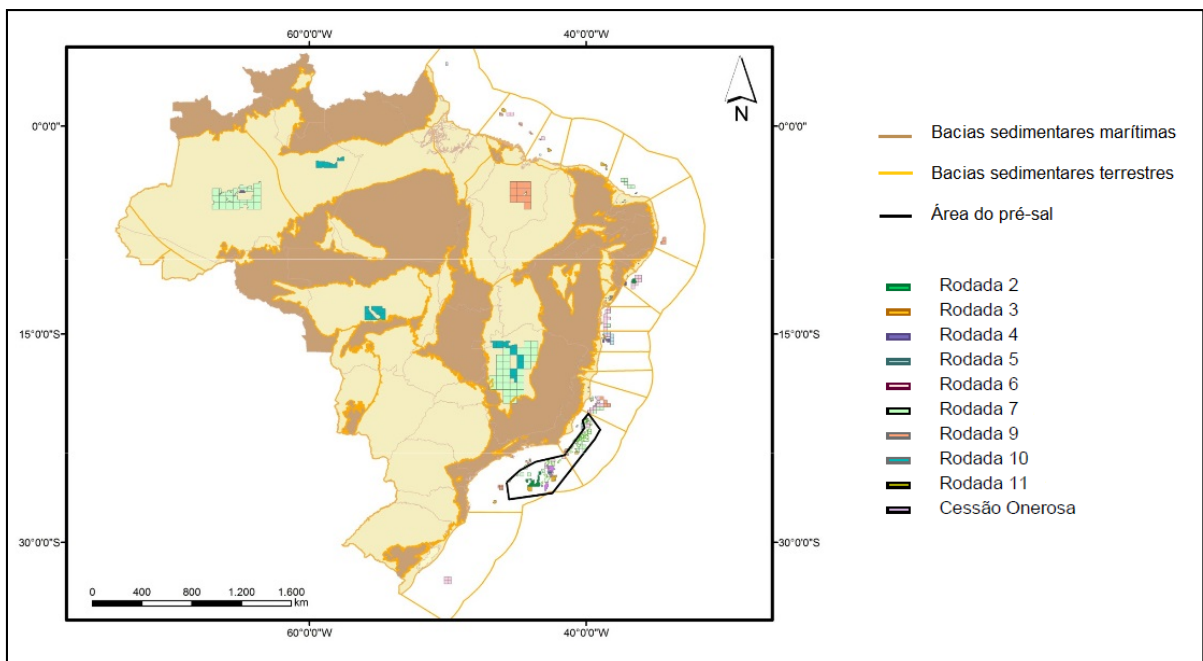 60°0'0"W 40°0'0"W
N
0°0'0" 0°0'0"
15°0'0"S 15°0'0"S
30°0'0"S 30°0'0"S
0 400 800 1.200 1.600
km
60°0'0"W 40°0'0"W
Bacias sedimentares marítimas
Bacias sedimentares terrestres
Área do pré-sal
Rodada 2
Rodada 3
Rodada 4
Rodada 5
Rodada 6
Rodada 7
Rodada 9
Rodada 10
Rodada 11
Cessão Onerosa